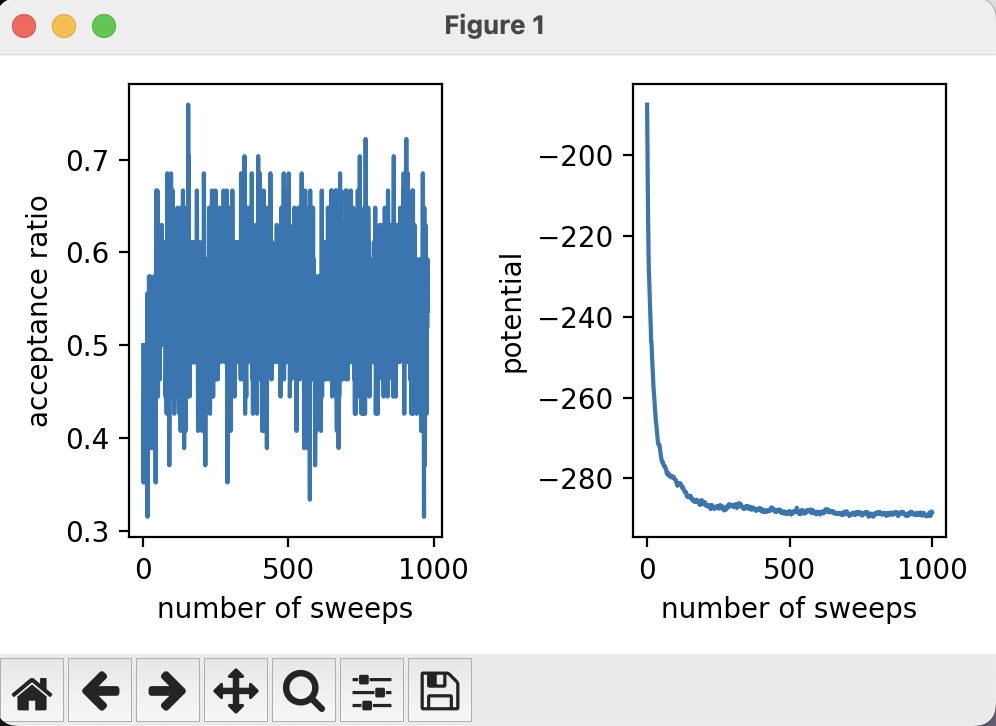 Figure 1
acceptance ratio
0.7
0.6
0.5
0.4
0.3
0 500 1000
number of sweeps
potential
−200
−220
−240
−260
−280
0 500 1000
number of sweeps